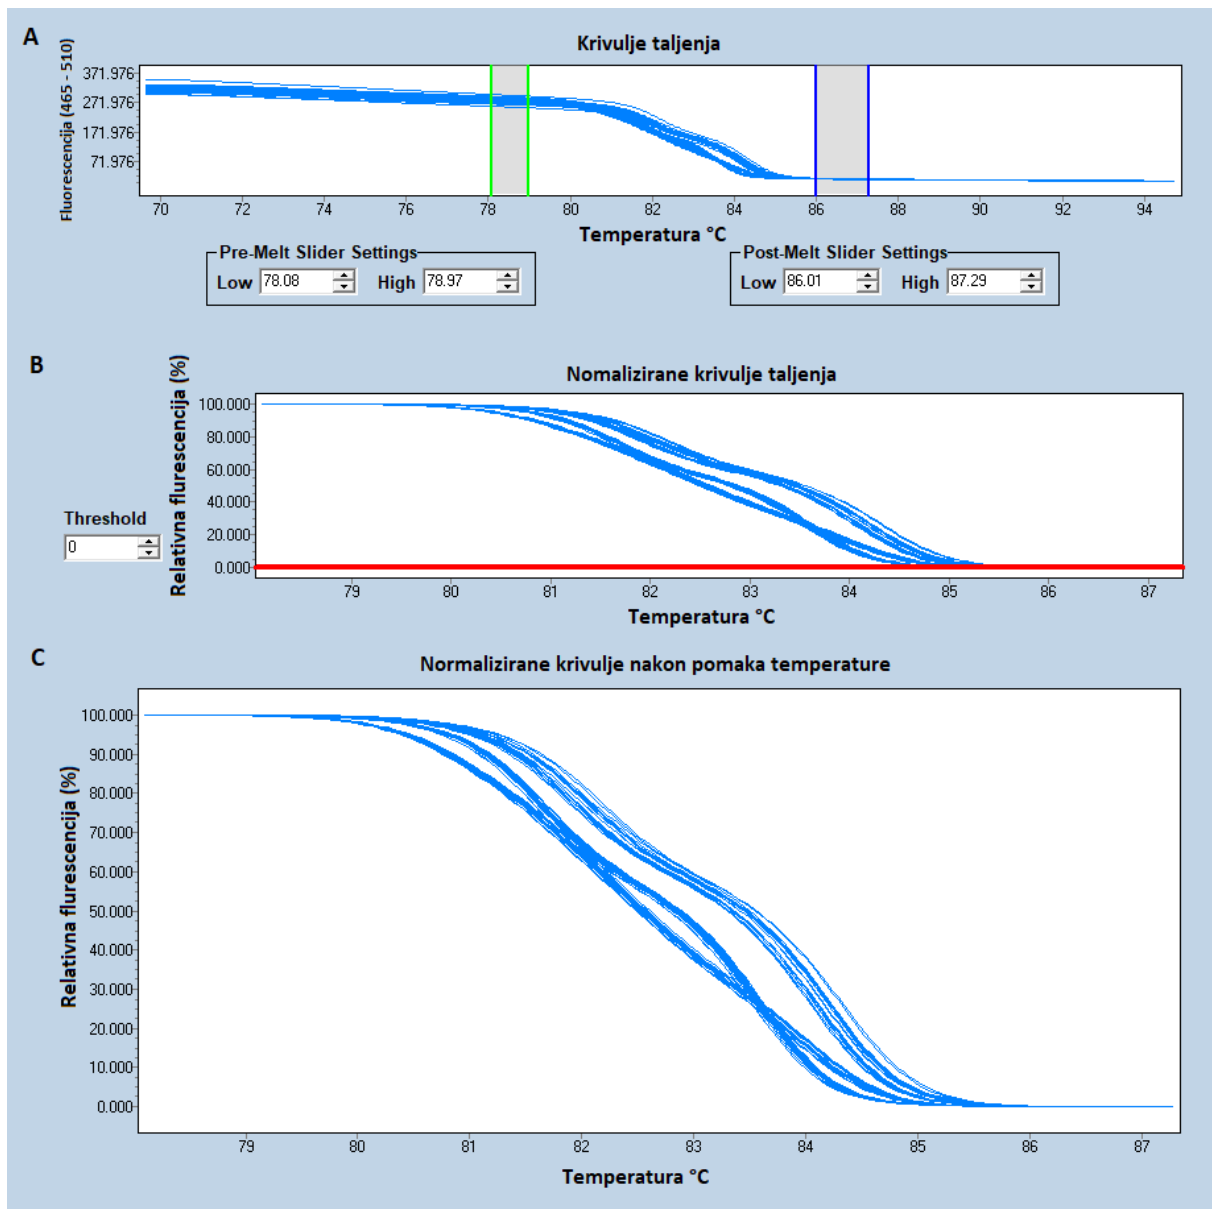 A
Krivulje taljenja
Fluorescencija (465 - 510)
371.976
271.976
171.976
71.976
70 72 74 76 78 80 82 84 86 88 90 92 94
Temperatura °C
Pre-Melt Slider Settings
Low 78.08 High 78.97
Post-Melt Slider Settings
Low 86.01 High 87.29
B
Nomalizirane krivulje taljenja
Relativna flurescencija (%)
100.000
80.000
60.000
40.000
20.000
0.000
Threshold
0
79 80 81 82 83 84 85 86 87
Temperatura °C
C
Normalizirane krivulje nakon pomaka temperature
Relativna flurescencija (%)
100.000
90.000
80.000
70.000
60.000
50.000
40.000
30.000
20.000
10.000
0.000
79 80 81 82 83 84 85 86 87
Temperatura °C